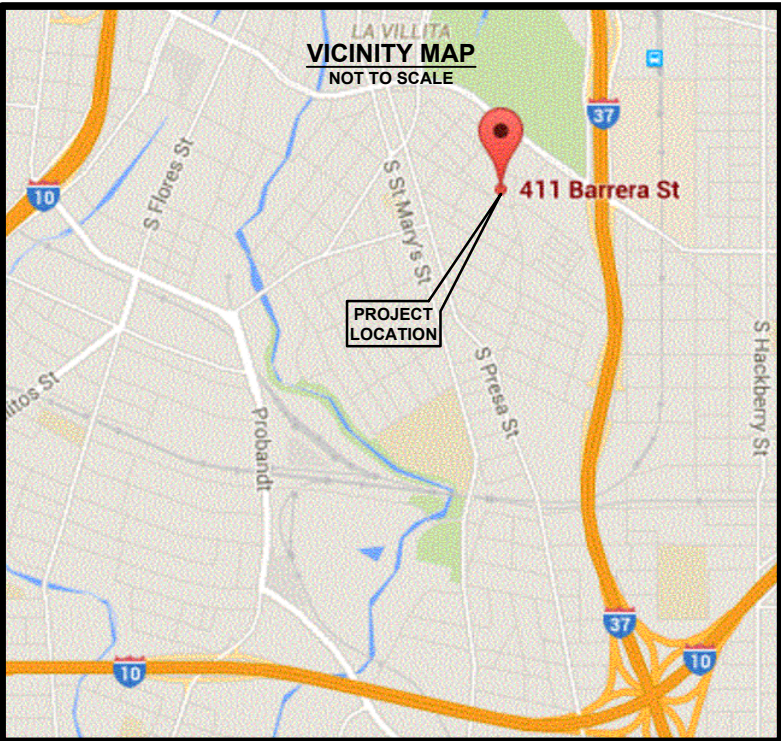 LA VILLITA
VICINITY MAP
NOT TO SCALE
37
S Flores St
10
411 Barrera St
S St Mary's St
PROJECT
LOCATION
S Hackberry St
S Presa St
litos St
Probandt
37
10
10